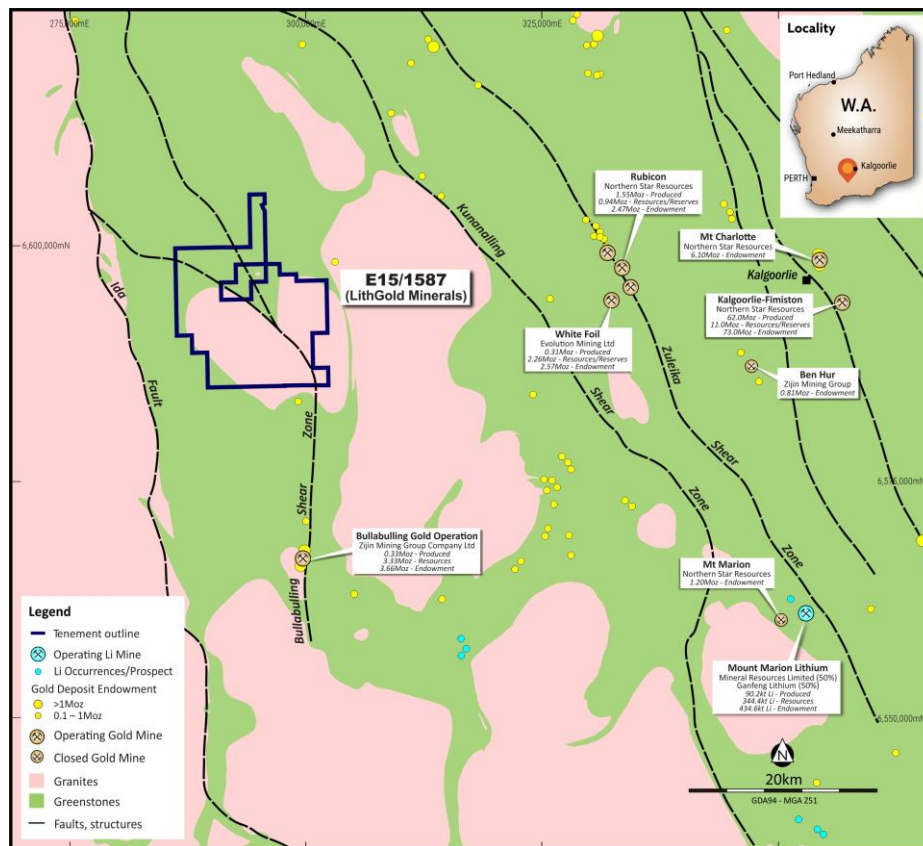 275,000mE
300,000mE
325,000mE
Locality
Port Hedland
W.A.
Meekatharra
Kalgoorlie
PERTH
6,600,000mN
Ida
Fault
E15/1587
(LithGold Minerals)
Kunanalling
Shear
Zone
Rubicon
Northern Star Resources
1.55Moz - Produced
0.94Moz - Resources/Reserves
2.47Moz - Endowment
Mt Charlotte
Northern Star Resources
6.10Moz - Endowment
Kalgoorlie
Kalgoorlie-Fimiston
Northern Star Resources
62.0Moz - Produced
11.0Moz - Resources/Reserves
73.0Moz - Endowment
White Foil
Evolution Mining Ltd
0.31Moz - Produced
2.26Moz - Resources/Reserves
2.57Moz - Endowment
Zuleika
Shear
Zone
Ben Hur
Zijin Mining Group
0.81Moz - Endowment
6,575,000mN
Bullabulling
Shear
Zone
Bullabulling Gold Operation
Zijin Mining Group Company Ltd
0.33Moz - Produced
3.33Moz - Resources
3.66Moz - Endowment
Mt Marion
Northern Star Resources
1.20Moz - Endowment
Mount Marion Lithium
Mineral Resources Limited (50%)
Ganfeng Lithium (50%)
90.2kt Li - Produced
344.4kt Li - Resources
434.6kt Li - Endowment
6,550,000mN
Legend
Tenement outline
Operating Li Mine
Li Occurrences/Prospect
Gold Deposit Endowment
>1Moz
0.1 – 1Moz
Operating Gold Mine
Closed Gold Mine
Granites
Greenstones
Faults, structures
N
20km
GDA94 - MGA Z51